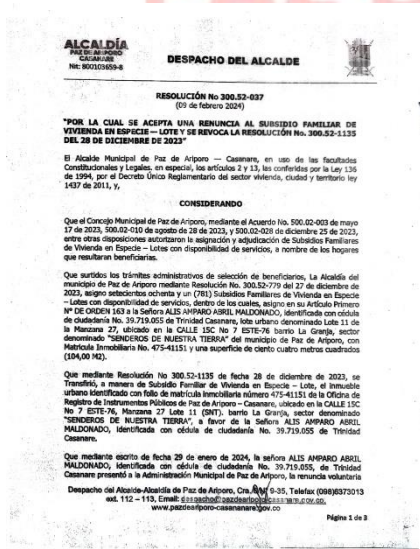 ALCALDÍA
PAZ DE ARIPORO
CASANARE
Nit: 800103659-8
DESPACHO DEL ALCALDE
RESOLUCIÓN No 300.52-037
(09 de febrero 2024)
"POR LA CUAL SE ACEPTA UNA RENUNCIA AL SUBSIDIO FAMILIAR DE
VIVIENDA EN ESPECIE – LOTE Y SE REVOCA LA RESOLUCIÓN No. 300.52-1135
DEL 28 DE DICIEMBRE DE 2023"
El Alcalde Municipal de Paz de Ariporo – Casanare, en uso de las facultades
Constitucionales y Legales, en especial, los artículos 2 y 13, las conferidas por la Ley 136
de 1994, por el Decreto Único Reglamentario del sector vivienda, ciudad y territorio ley
1437 de 2011, y,
CONSIDERANDO
Que el Concejo Municipal de Paz de Ariporo, mediante el Acuerdo No. 500.02-003 de mayo
17 de 2023, 500.02-010 de agosto de 28 de 2023, y 500.02-028 de diciembre 25 de 2023,
entre otras disposiciones autorizaron la asignación y adjudicación de Subsidios Familiares
de Vivienda en Especie – Lotes con disponibilidad de servicios, a nombre de los hogares
que resultaran beneficiarias.
Que surtidos los trámites administrativos de selección de beneficiarios, La Alcaldía del
municipio de Paz de Ariporo mediante Resolución No. 300.52-779 del 27 de diciembre de
2023, asigno setecientos ochenta y un (781) Subsidios Familiares de Vivienda en Especie
– Lotes con disponibilidad de servicios, dentro de los cuales, asigno en su Artículo Primero
N° DE ORDEN 163 a la Señora ALIS AMPARO ABRIL MALDONADO, identificada con cédula
de ciudadanía No. 39.719.055 de Trinidad Casanare, lote urbano denominado Lote 11 de
la Manzana 27, ubicado en la CALLE 15C No 7 ESTE-76 barrio La Granja, sector
denominado "SENDEROS DE NUESTRA TIERRA" del municipio de Paz de Ariporo, con
Matricula Inmobiliaria No. 475-41151 y una superficie de ciento cuatro metros cuadrados
(104,00 M2).
Que mediante Resolución No 300.52-1135 de fecha 28 de diciembre de 2023, se
Transfirió, a manera de Subsidio Familiar de Vivienda en Especie – Lote, el inmueble
urbano identificado con folio de matrícula inmobiliaria número 475-41151 de la Oficina de
Registro de Instrumentos Públicos de Paz de Ariporo – Casanare, ubicado en la CALLE 15C
No 7 ESTE-76, Manzana 27 Lote 11 (SNT). barrio La Granja, sector denominado
"SENDEROS DE NUESTRA TIERRA", a favor de la Señora ALIS AMPARO ABRIL
MALDONADO, identificada con cédula de ciudadanía No. 39.719.055 de Trinidad
Casanare.
Que mediante escrito de fecha 29 de enero de 2024, la señora ALIS AMPARO ABRIL
MALDONADO, identificada con cédula de ciudadanía No. 39.719.055, de Trinidad
Casanare presentó a la Administración Municipal de Paz de Ariporo, la renuncia voluntaria
Despacho del Alcalde-Alcaldía de Paz de Ariporo, Cra. 9-35, Telefax (098)6373013
ext. 112 – 113, Email: despacho@pazdeariporo-casanare.gov.co,
www.pazdeariporo-casanare.gov.co
Página 1 de 3